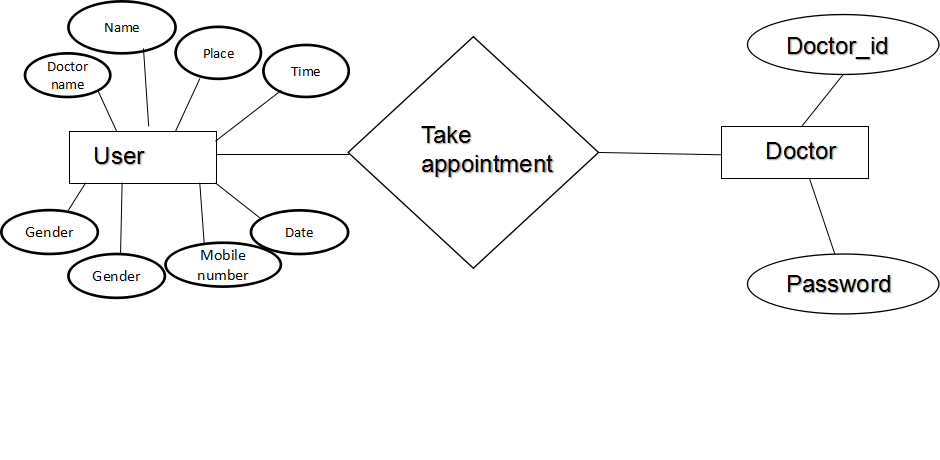 Name
Place
Doctor
name
Time
User
Gender
Gender
Mobile
number
Date
Take
appointment
Doctor_id
Doctor
Password